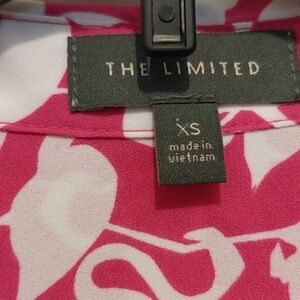 THE LIMITED
XS
made in
vietnam